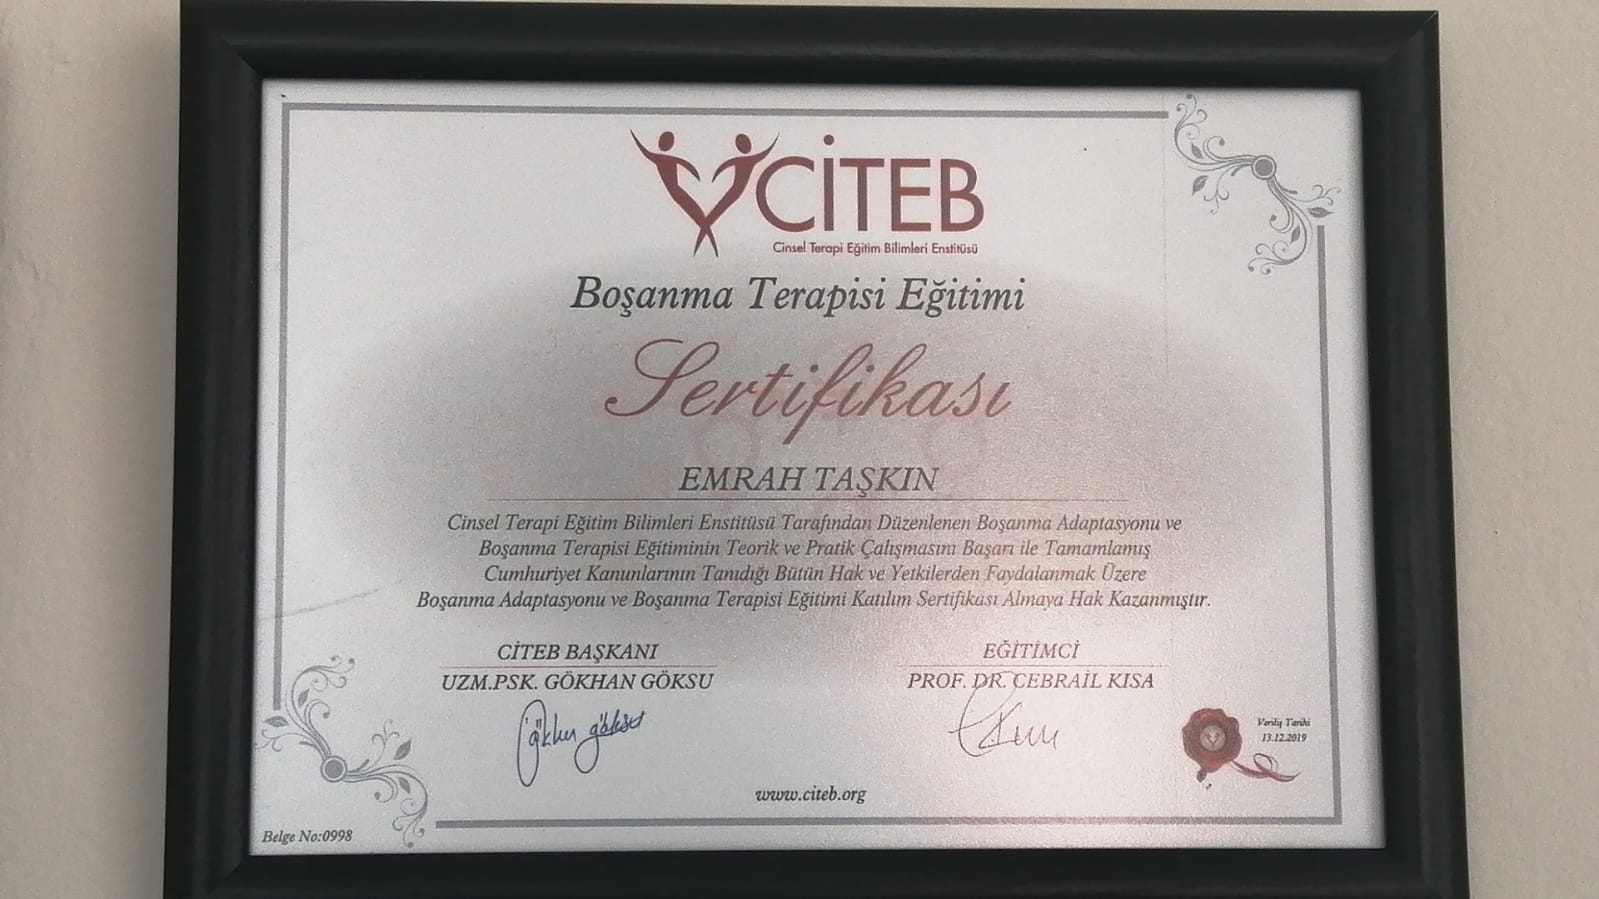 CİTEB
Cinsel Terapi Eğitim Bilimleri Enstitüsü
Boşanma Terapisi Eğitimi
Sertifikası
EMRAH TAŞKIN
Cinsel Terapi Eğitim Bilimleri Enstitüsü Tarafından Düzenlenen Boşanma Adaptasyonu ve
Boşanma Terapisi Eğitiminin Teorik ve Pratik Çalışmasını Başarı ile Tamamlamış
Cumhuriyet Kanunlarının Tanıdığı Bütün Hak ve Yetkilerden Faydalanmak Üzere
Boşanma Adaptasyonu ve Boşanma Terapisi Eğitimi Katılım Sertifikası Almaya Hak Kazanmıştır.
CİTEB BAŞKANI
UZM.PSK. GÖKHAN GÖKSU
Gökhan göksu
EĞİTİMCİ
PROF. DR. CEBRAİL KISA
Veriliş Tarihi
13.12.2019
www.citeb.org
Belge No:0998